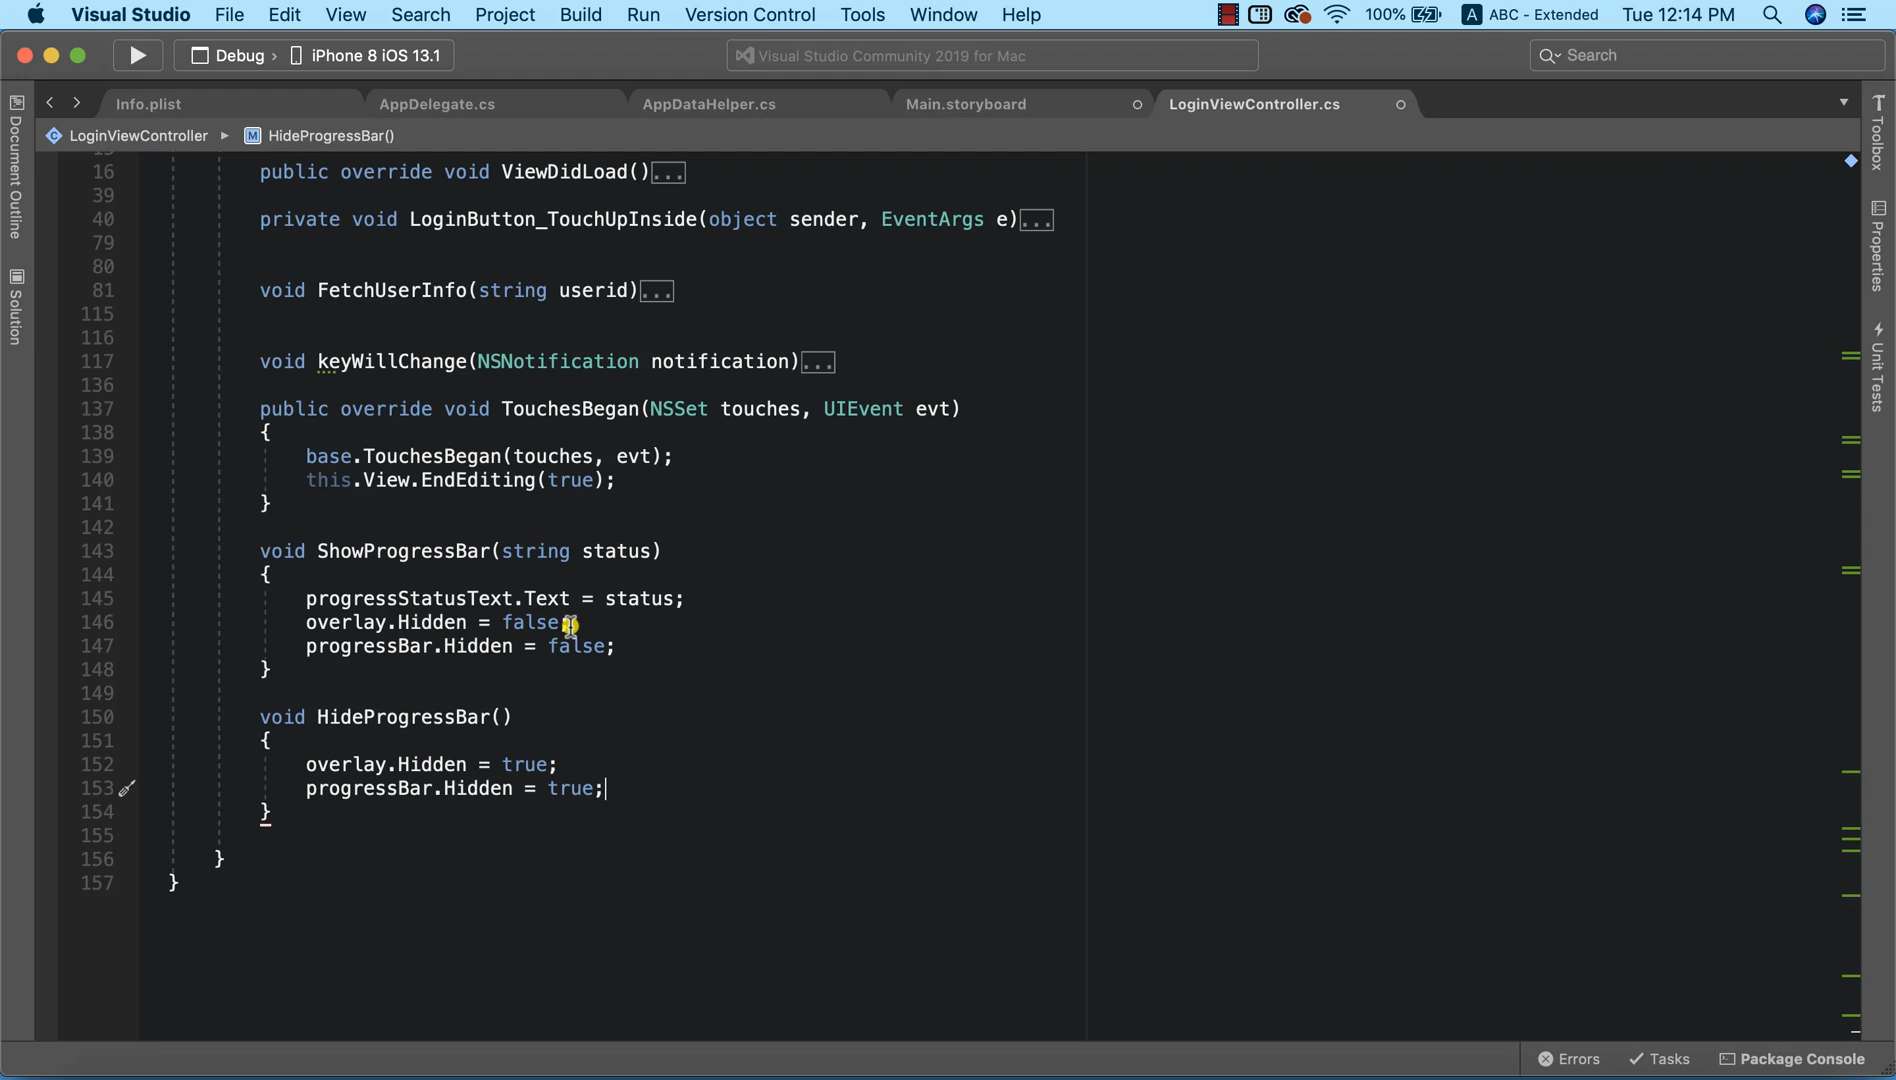 Visual Studio File Edit View Search Project Build Run Version Control Tools Window Help 100% A ABC - Extended Tue 12:14 PM
Debug › iPhone 8 iOS 13.1 Visual Studio Community 2019 for Mac Search
Info.plist AppDelegate.cs AppDataHelper.cs Main.storyboard LoginViewController.cs
C LoginViewController M HideProgressBar()
Document Outline
Solution
Toolbox
Properties
Unit Tests
16 public override void ViewDidLoad()...
39
40 private void LoginButton_TouchUpInside(object sender, EventArgs e)...
79
80
81 void FetchUserInfo(string userid)...
115
116
117 void keyWillChange(NSNotification notification)...
136
137 public override void TouchesBegan(NSSet touches, UIEvent evt)
138 {
139 base.TouchesBegan(touches, evt);
140 this.View.EndEditing(true);
141 }
142
143 void ShowProgressBar(string status)
144 {
145 progressStatusText.Text = status;
146 overlay.Hidden = false;
147 progressBar.Hidden = false;
148 }
149
150 void HideProgressBar()
151 {
152 overlay.Hidden = true;
153 progressBar.Hidden = true;
154 }
155
156 }
157 }
Errors Tasks Package Console